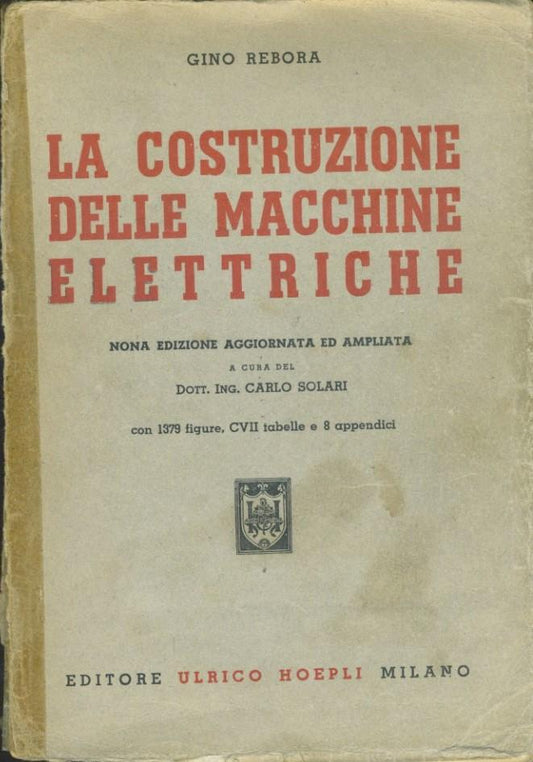 GINO REBORA
LA COSTRUZIONE
DELLE MACCHINE
ELETTRICHE
NONA EDIZIONE AGGIORNATA ED AMPLIATA
A CURA DEL
DOTT. ING. CARLO SOLARI
con 1379 figure, CVII tabelle e 8 appendici
EDITORE ULRICO HOEPLI MILANO